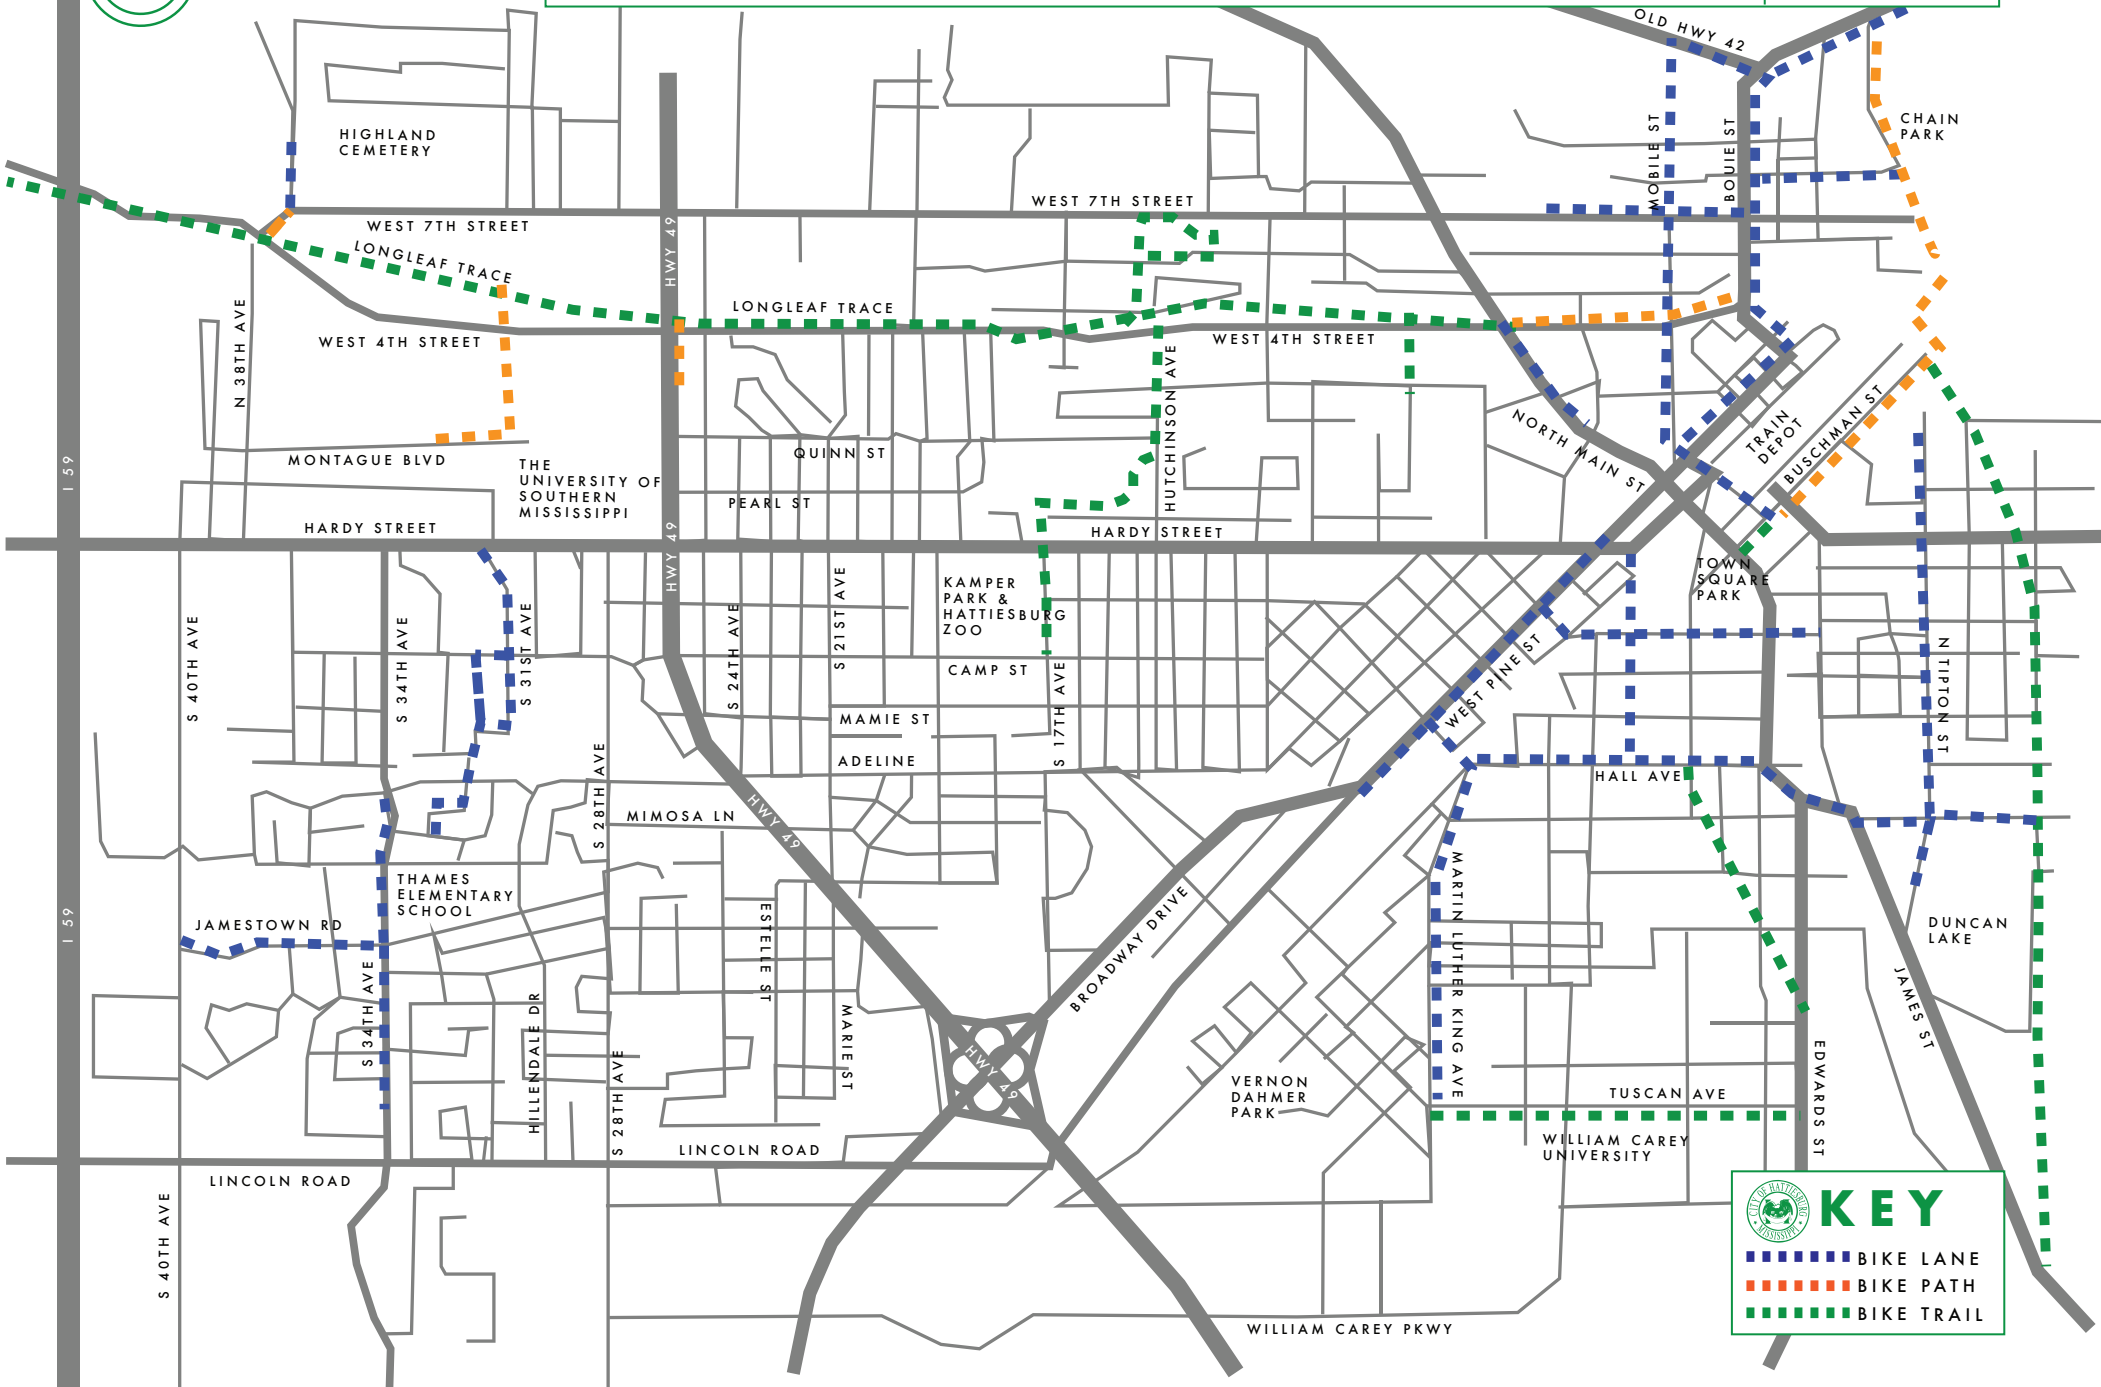 OLD HWY 42
HIGHLAND
CEMETERY
MOBILE ST
BOUIE ST
CHAIN
PARK
WEST 7TH STREET
WEST 7TH STREET
HWY 49
LONGLEAF TRACE
LONGLEAF TRACE
N 38TH AVE
WEST 4TH STREET
WEST 4TH STREET
HUTCHINSON AVE
NORTH MAIN ST
TRAIN
DEPOT
BUSCHMAN ST
MONTAGUE BLVD
THE
UNIVERSITY OF
SOUTHERN
MISSISSIPPI
QUINN ST
PEARL ST
I 59
HARDY STREET
HWY 49
HARDY STREET
TOWN
SQUARE
PARK
KAMPER
PARK &
HATTIESBURG
ZOO
S 40TH AVE
S 34TH AVE
S 31ST AVE
S 24TH AVE
S 21ST AVE
CAMP ST
S 17TH AVE
WEST PINE ST
N TIPTON ST
MAMIE ST
ADELINE
S 28TH AVE
MIMOSA LN
HWY 49
HALL AVE
THAMES
ELEMENTARY
SCHOOL
JAMESTOWN RD
I 59
ESTELLE ST
BROADWAY DRIVE
MARTIN LUTHER KING AVE
DUNCAN
LAKE
S 34TH AVE
HILLENDALE DR
S 28TH AVE
MARIE ST
HWY 49
VERNON
DAHMER
PARK
TUSCAN AVE
EDWARDS ST
JAMES ST
WILLIAM CAREY
UNIVERSITY
LINCOLN ROAD
LINCOLN ROAD
S 40TH AVE
WILLIAM CAREY PKWY
CITY OF HATTIESBURG
MISSISSIPPI
KEY
BIKE LANE
BIKE PATH
BIKE TRAIL